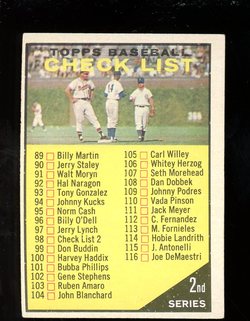 TOPPS BASEBALL
CHECK LIST
89 Billy Martin
90 Jerry Staley
91 Walt Moryn
92 Hal Naragon
93 Tony Gonzalez
94 Johnny Kucks
95 Norm Cash
96 Billy O'Dell
97 Jerry Lynch
98 Check List 2
99 Don Buddin
100 Harvey Haddix
101 Bubba Phillips
102 Gene Stephens
103 Ruben Amaro
104 John Blanchard
105 Carl Willey
106 Whitey Herzog
107 Seth Morehead
108 Dan Dobbek
109 Johnny Podres
110 Vada Pinson
111 Jack Meyer
112 C. Fernandez
113 M. Fornieles
114 Hobie Landrith
115 J. Antonelli
116 Joe DeMaestri
2nd
SERIES